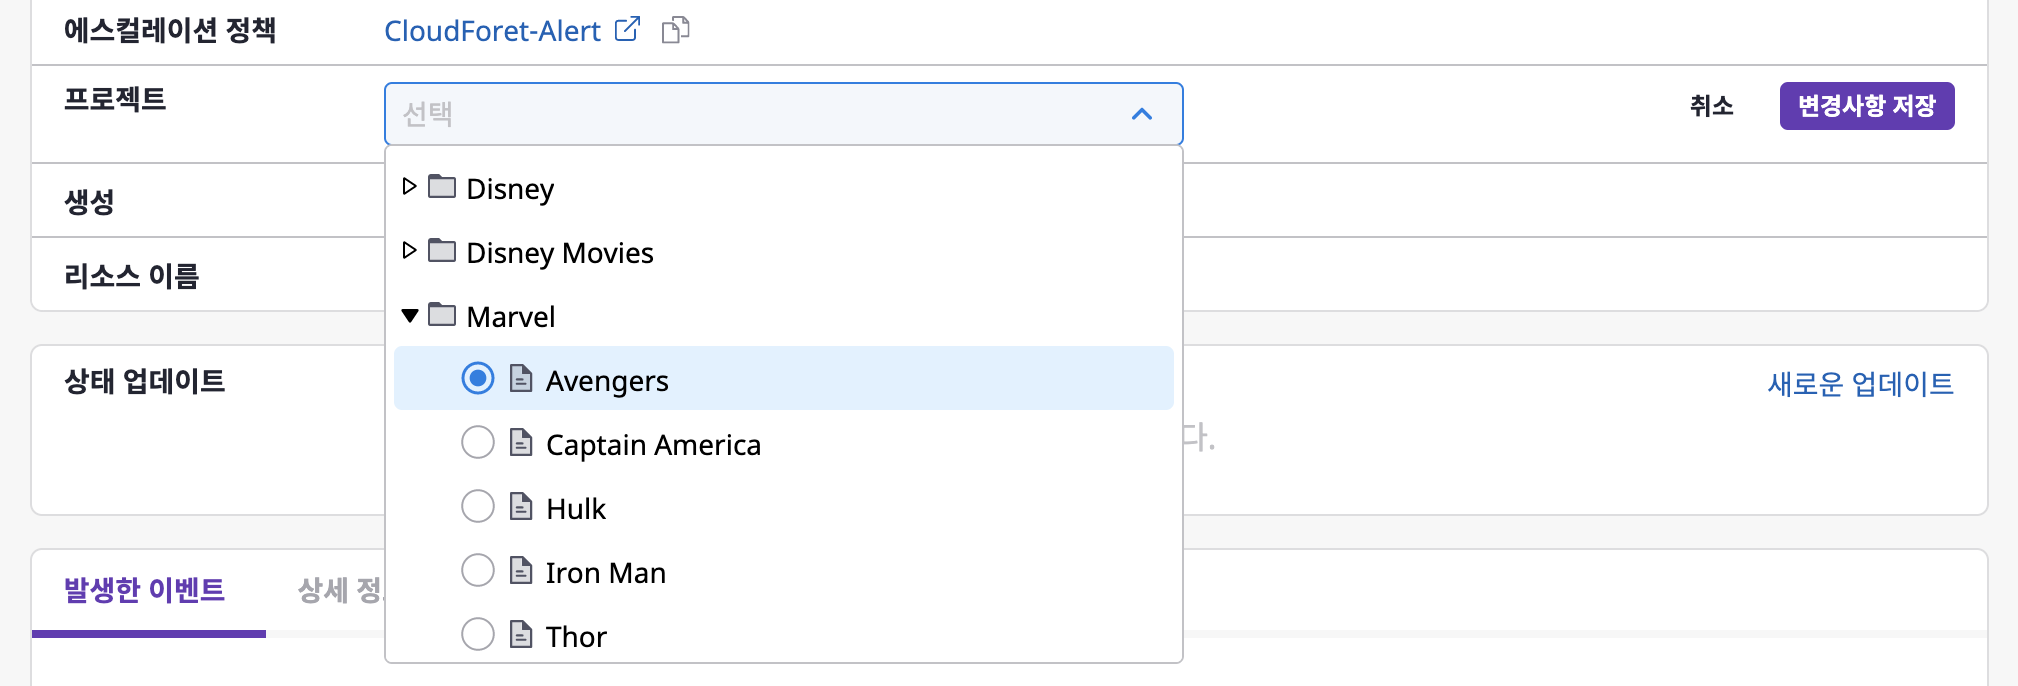 에스컬레이션 정책 CloudForet-Alert
프로젝트 선택 취소 변경사항 저장
Disney
생성
Disney Movies
리소스 이름
Marvel
상태 업데이트 Avengers 새로운 업데이트
Captain America 다.
Hulk
Iron Man
발생한 이벤트 상세
Thor